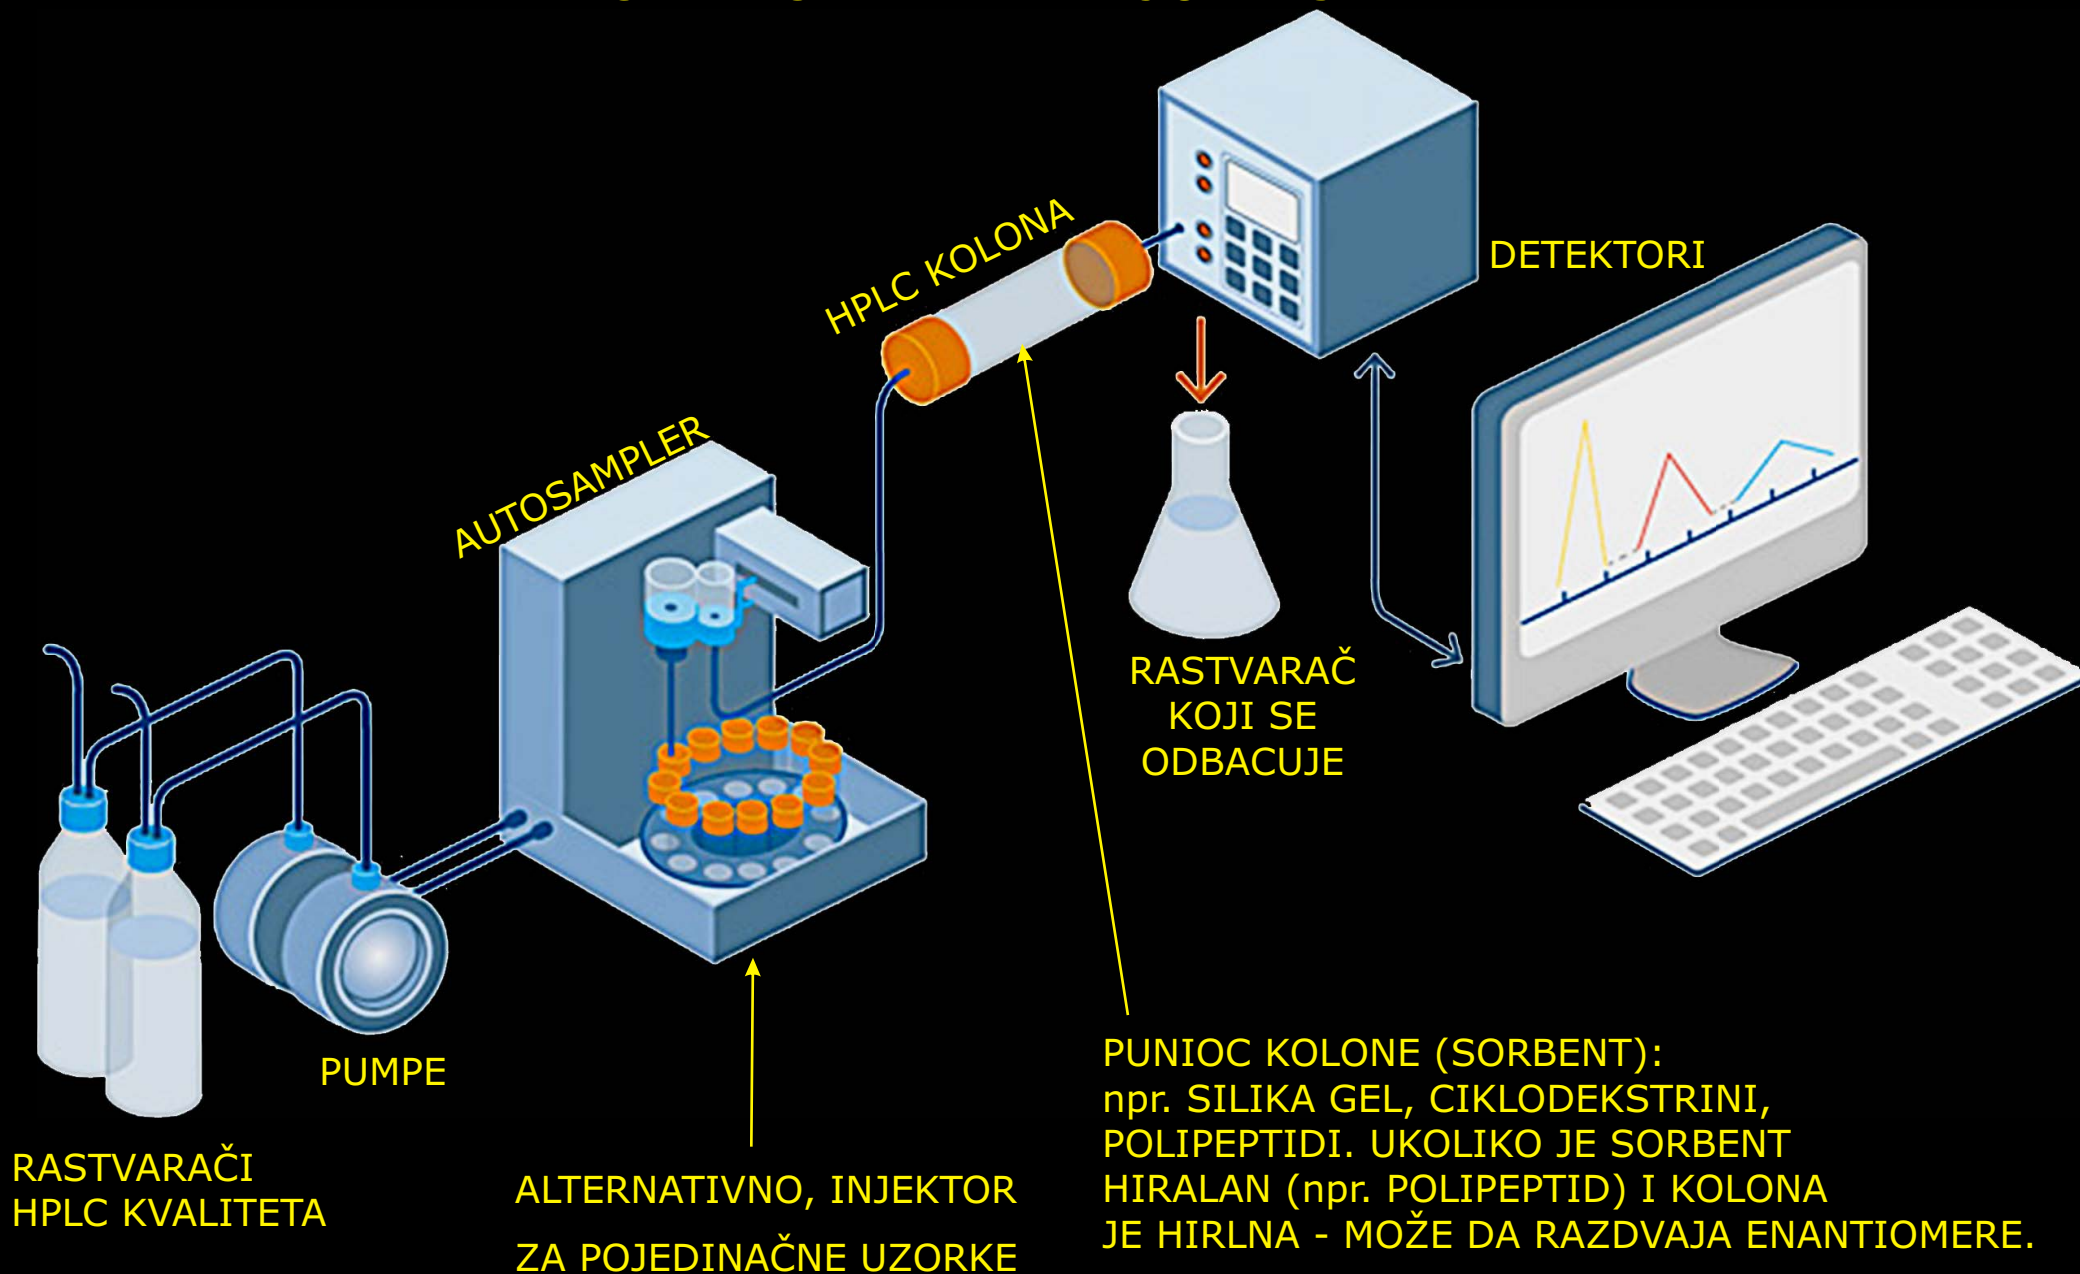 HPLC KOLONA
DETEKTORI
AUTOSAMPLER
RASTVARAČ
KOJI SE
ODBACUJE
PUMPE
RASTVARAČI
HPLC KVALITETA
ALTERNATIVNO, INJEKTOR
ZA POJEDINAČNE UZORKE
PUNIOC KOLONE (SORBENT):
npr. SILIKA GEL, CIKLODEKSTRINI,
POLIPEPTIDI. UKOLIKO JE SORBENT
HIRALAN (npr. POLIPEPTID) I KOLONA
JE HIRLNA - MOŽE DA RAZDVAJA ENANTIOMERE.